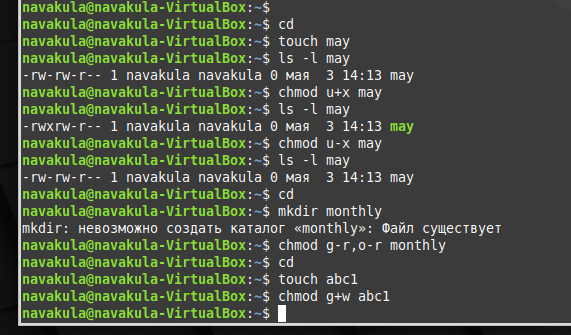 navakula@navakula-VirtualBox:~$
navakula@navakula-VirtualBox:~$ cd
navakula@navakula-VirtualBox:~$ touch may
navakula@navakula-VirtualBox:~$ ls -l may
-rw-rw-r-- 1 navakula navakula 0 мая  3 14:13 may
navakula@navakula-VirtualBox:~$ chmod u+x may
navakula@navakula-VirtualBox:~$ ls -l may
-rwxrw-r-- 1 navakula navakula 0 мая  3 14:13 may
navakula@navakula-VirtualBox:~$ chmod u-x may
navakula@navakula-VirtualBox:~$ ls -l may
-rw-rw-r-- 1 navakula navakula 0 мая  3 14:13 may
navakula@navakula-VirtualBox:~$ cd
navakula@navakula-VirtualBox:~$ mkdir monthly
mkdir: невозможно создать каталог «monthly»: Файл существует
navakula@navakula-VirtualBox:~$ chmod g-r,o-r monthly
navakula@navakula-VirtualBox:~$ cd
navakula@navakula-VirtualBox:~$ touch abc1
navakula@navakula-VirtualBox:~$ chmod g+w abc1
navakula@navakula-VirtualBox:~$